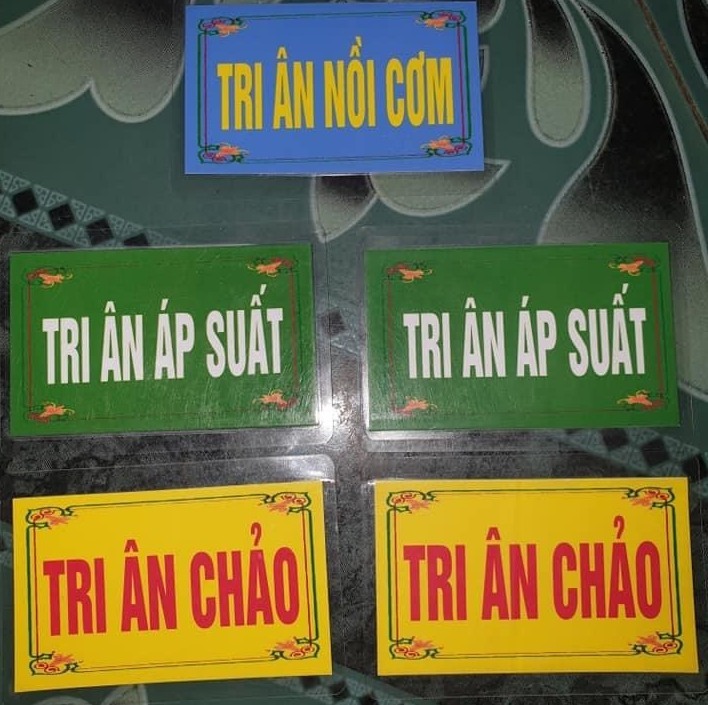 TRI ÂN NỒI CƠM
TRI ÂN ÁP SUẤT
TRI ÂN ÁP SUẤT
TRI ÂN CHẢO
TRI ÂN CHẢO